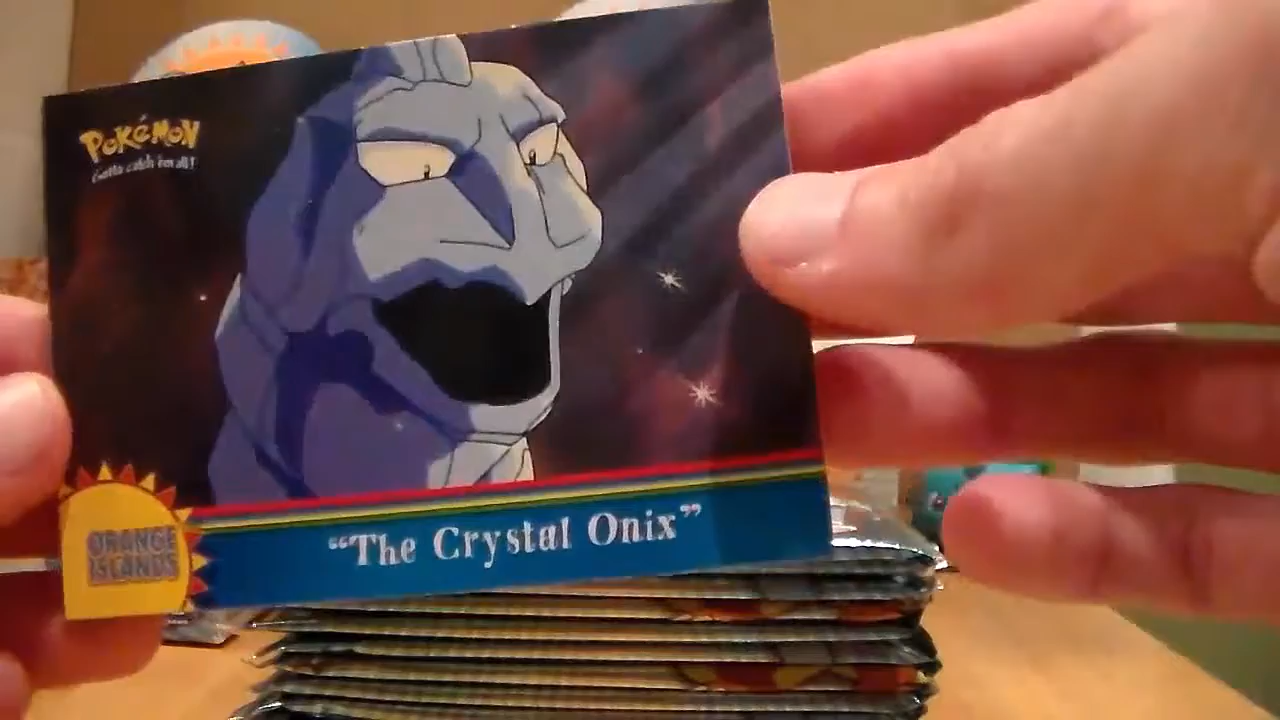 POKéMON
Gotta catch 'em all!
ORANGE
ISLANDS
“The Crystal Onix”